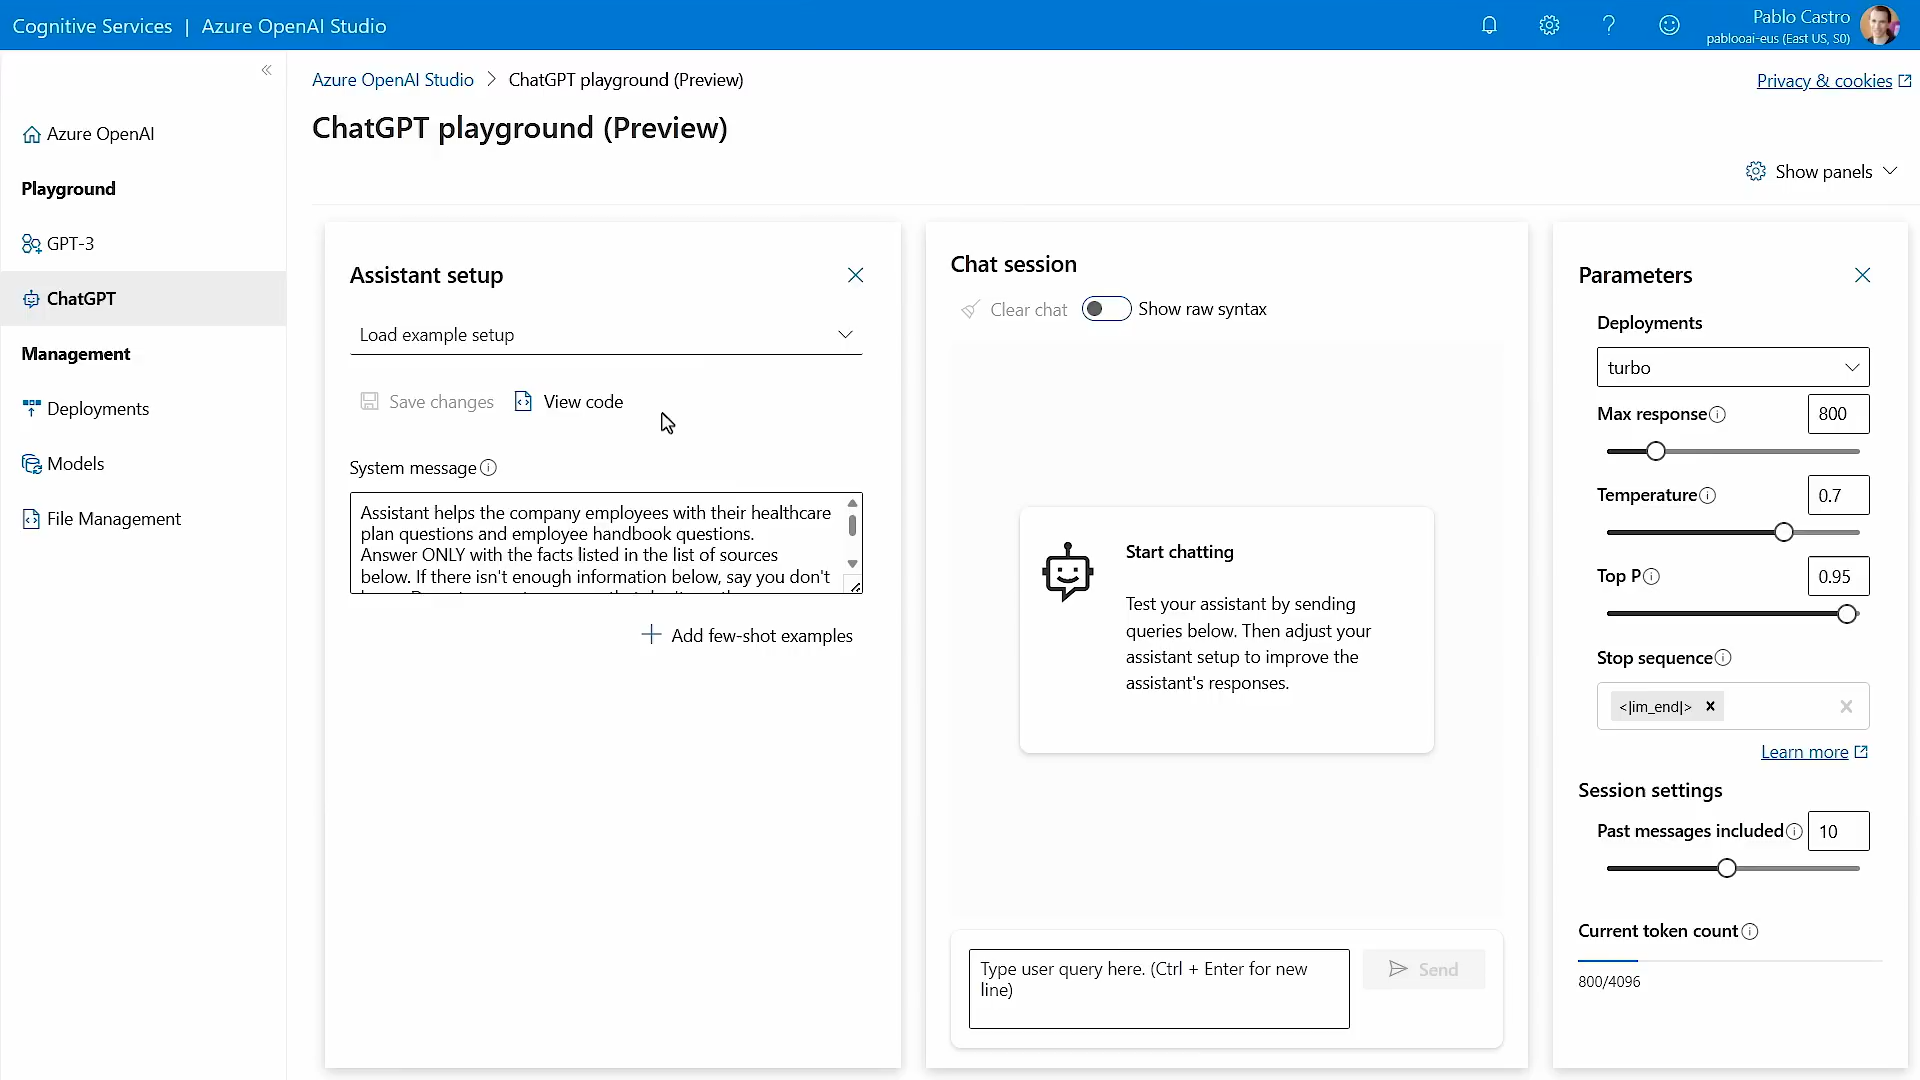 Cognitive Services | Azure OpenAI Studio
Pablo Castro
pablooai-eus (East US, S0)
Azure OpenAI Studio > ChatGPT playground (Preview)
Privacy & cookies
ChatGPT playground (Preview)
Show panels
Azure OpenAI
Playground
GPT-3
ChatGPT
Management
Deployments
Models
File Management
Assistant setup
Load example setup
Save changes
View code
System message
Assistant helps the company employees with their healthcare
plan questions and employee handbook questions.
Answer ONLY with the facts listed in the list of sources
below. If there isn't enough information below, say you don't
Add few-shot examples
Chat session
Clear chat
Show raw syntax
Start chatting
Test your assistant by sending
queries below. Then adjust your
assistant setup to improve the
assistant's responses.
Type user query here. (Ctrl + Enter for new
line)
Send
Parameters
Deployments
turbo
Max response 800
Temperature 0.7
Top P 0.95
Stop sequence
<|im_end|>
Learn more
Session settings
Past messages included 10
Current token count
800/4096